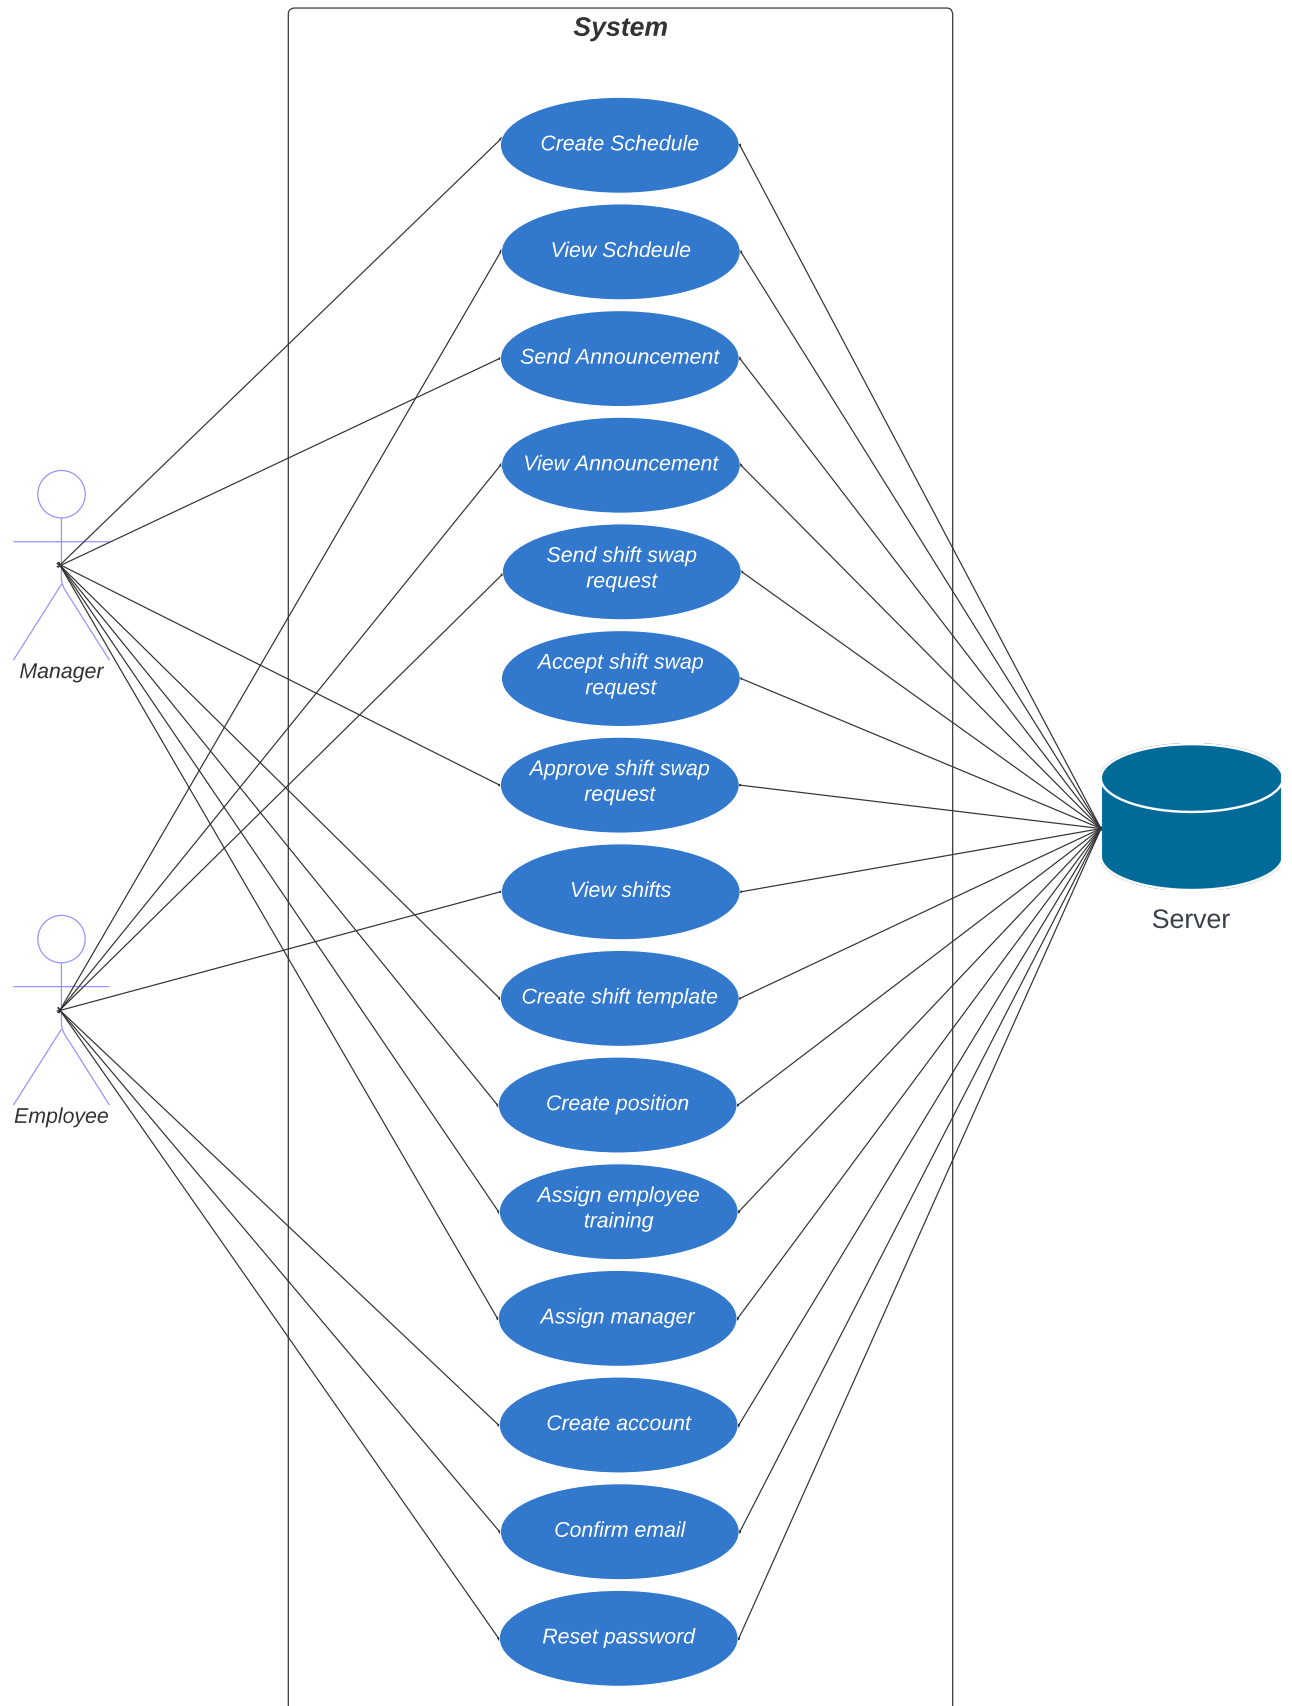 System
Create Schedule
View Schdeule
Send Announcement
View Announcement
Send shift swap
request
Accept shift swap
request
Manager
Approve shift swap
request
View shifts
Server
Create shift template
Create position
Employee
Assign employee
training
Assign manager
Create account
Confirm email
Reset password